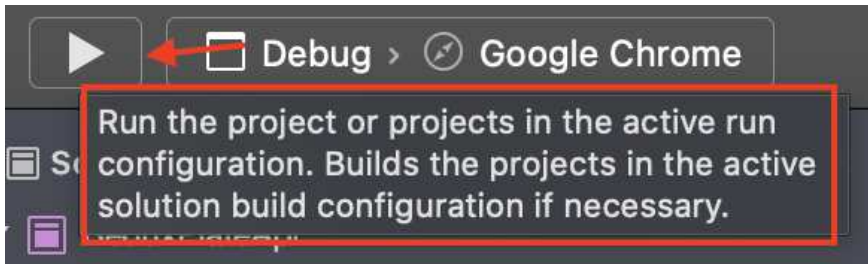 Debug > Google Chrome
Run the project or projects in the active run
configuration. Builds the projects in the active
solution build configuration if necessary.